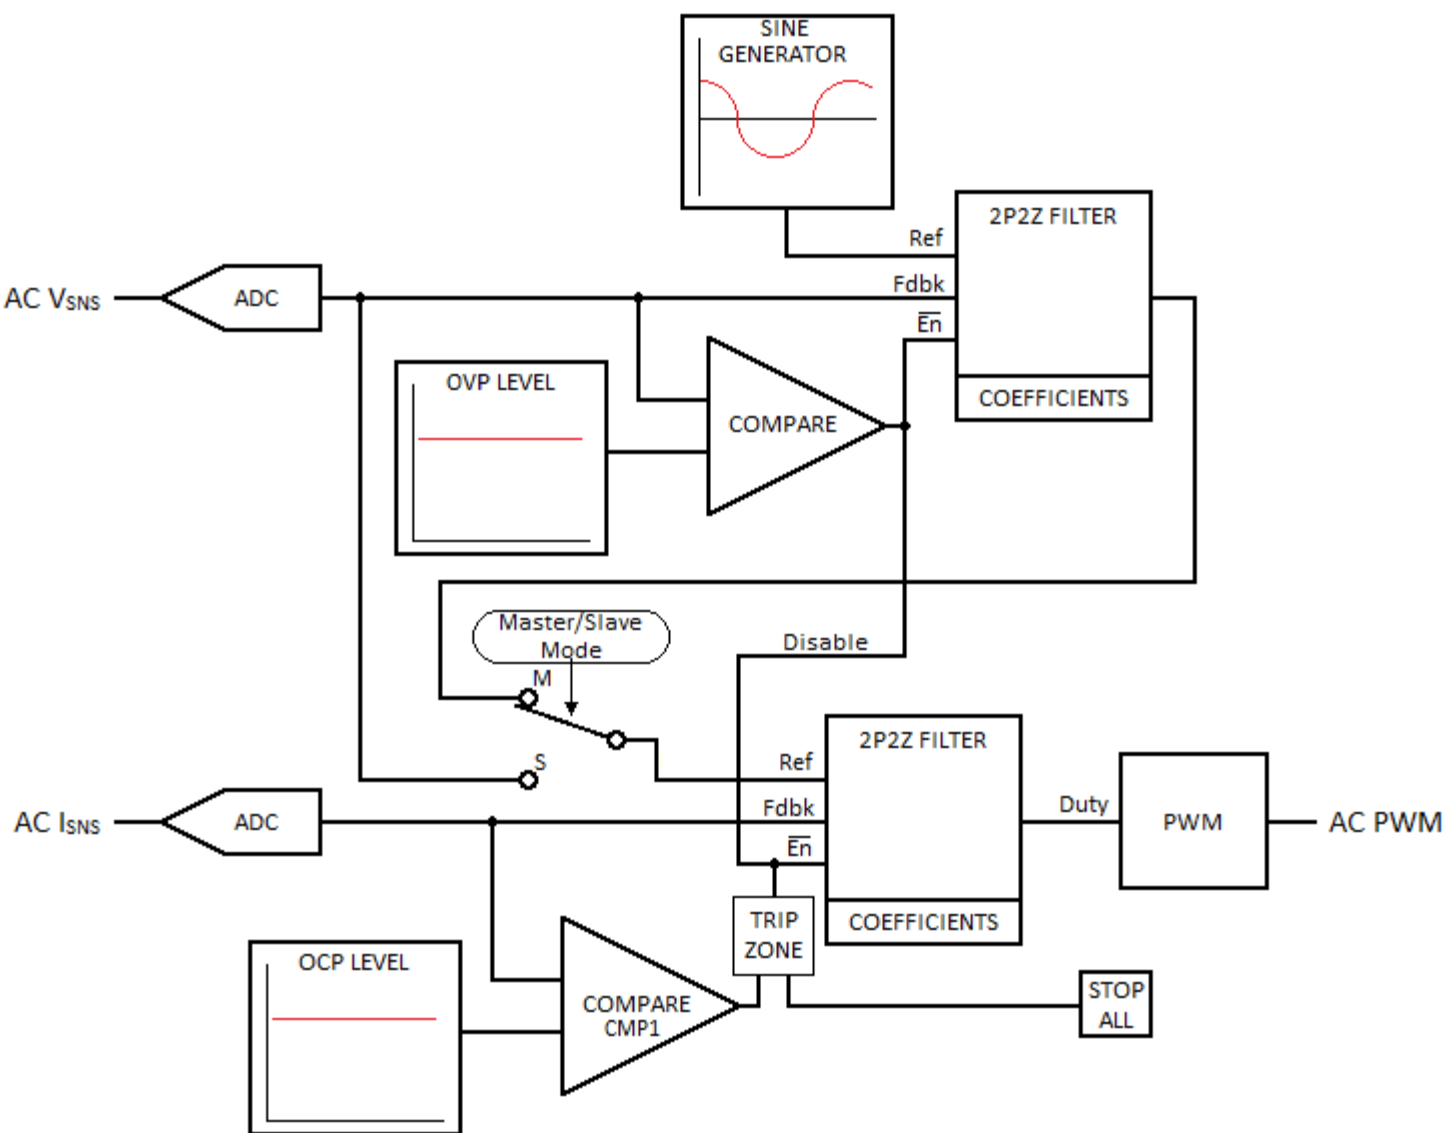 SINE
GENERATOR
2P2Z FILTER
Ref
AC VSNS
ADC
Fdbk
En
OVP LEVEL
COMPARE
COEFFICIENTS
Master/Slave
Mode
Disable
M
2P2Z FILTER
S
Ref
AC ISNS
ADC
Fdbk
Duty
PWM
AC PWM
En
TRIP
ZONE
COEFFICIENTS
OCP LEVEL
COMPARE
CMP1
STOP
ALL